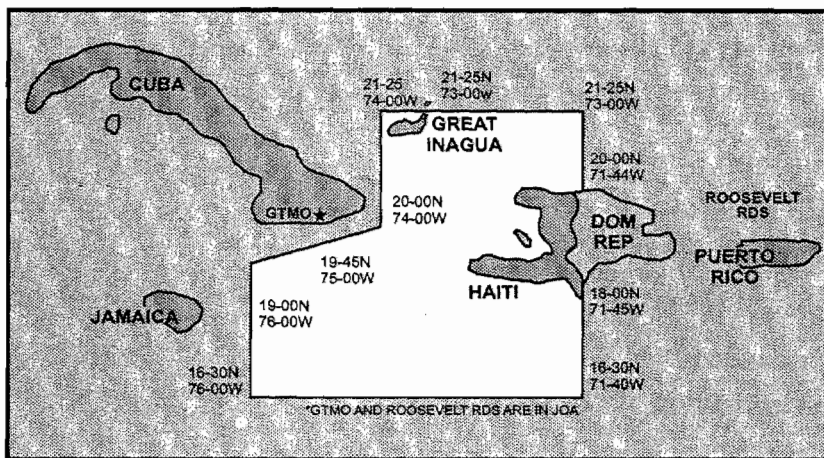 CUBA
21-25
74-00W
21-25N
73-00W
21-25N
73-00W
GREAT
INAGUA
20-00N
71-44W
GTMO
20-00N
74-00W
DOM
REP
ROOSEVELT
RDS
PUERTO
RICO
19-45N
75-00W
HAITI
18-00N
71-45W
JAMAICA
19-00N
76-00W
16-30N
76-00W
16-30N
71-40W
*GTMO AND ROOSEVELT RDS ARE IN JOA